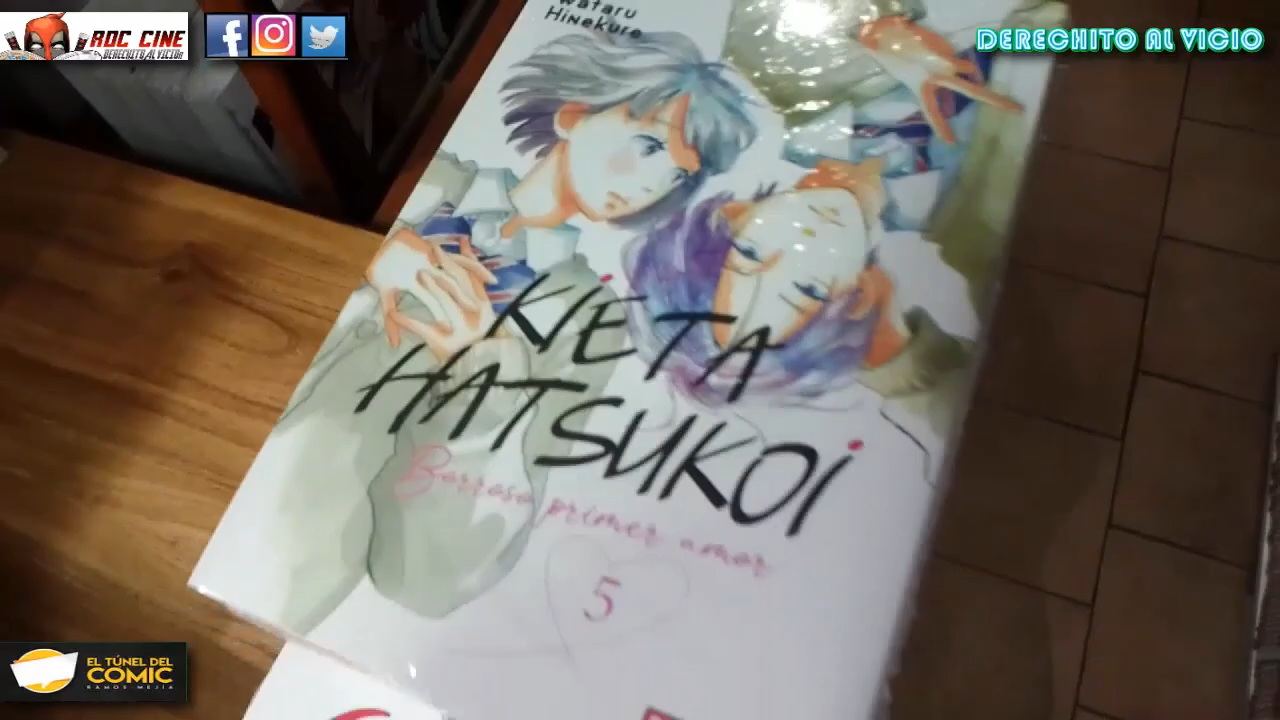 ROC CINE
DERECHITO AL VICIO
DERECHITO AL VICIO
wataru
Hinekure
KIETA
HATSUKOI
Borroso primer amor
5
EL TÚNEL DEL
COMIC
RAMOS MEJÍA